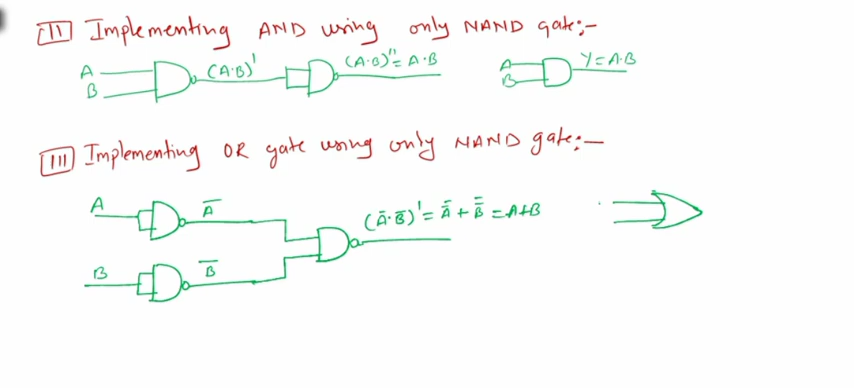 II Implementing AND using only NAND gate:-
A B (A·B)' (A·B)''= A·B A B Y=A·B
III Implementing OR gate using only NAND gate:-
A A̅ (A̅·B̅)'= A̿ + B̿ = A+B
B B̅